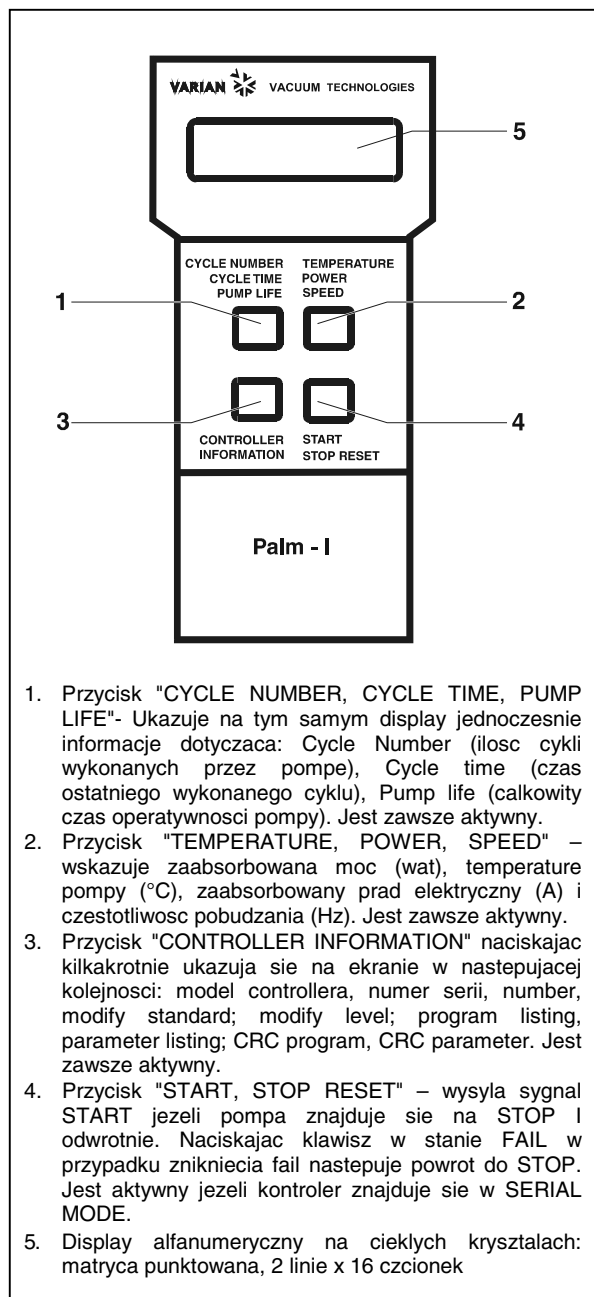 VARIAN VACUUM TECHNOLOGIES
5
CYCLE NUMBER
CYCLE TIME
PUMP LIFE
TEMPERATURE
POWER
SPEED
1
2
3
4
CONTROLLER
INFORMATION
START
STOP RESET
Palm - I
1. Przycisk "CYCLE NUMBER, CYCLE TIME, PUMP
LIFE"- Ukazuje na tym samym display jednoczesnie
informacje dotyczaca: Cycle Number (ilosc cykli
wykonanych przez pompe), Cycle time (czas
ostatniego wykonanego cyklu), Pump life (calkowity
czas operatywnosci pompy). Jest zawsze aktywny.
2. Przycisk "TEMPERATURE, POWER, SPEED" –
wskazuje zaabsorbowana moc (wat), temperature
pompy (°C), zaabsorbowany prad elektryczny (A) i
czestotliwosc pobudzania (Hz). Jest zawsze aktywny.
3. Przycisk "CONTROLLER INFORMATION" naciskajac
kilkakrotnie ukazuja sie na ekranie w nastepujacej
kolejnosci: model controllera, numer serii, number,
modify standard; modify level; program listing,
parameter listing; CRC program, CRC parameter. Jest
zawsze aktywny.
4. Przycisk "START, STOP RESET" – wysyla sygnal
START jezeli pompa znajduje sie na STOP I
odwrotnie. Naciskajac klawisz w stanie FAIL w
przypadku znikniecia fail nastepuje powrot do STOP.
Jest aktywny jezeli kontroler znajduje sie w SERIAL
MODE.
5. Display alfanumeryczny na cieklych krysztalach:
matryca punktowana, 2 linie x 16 czcionek